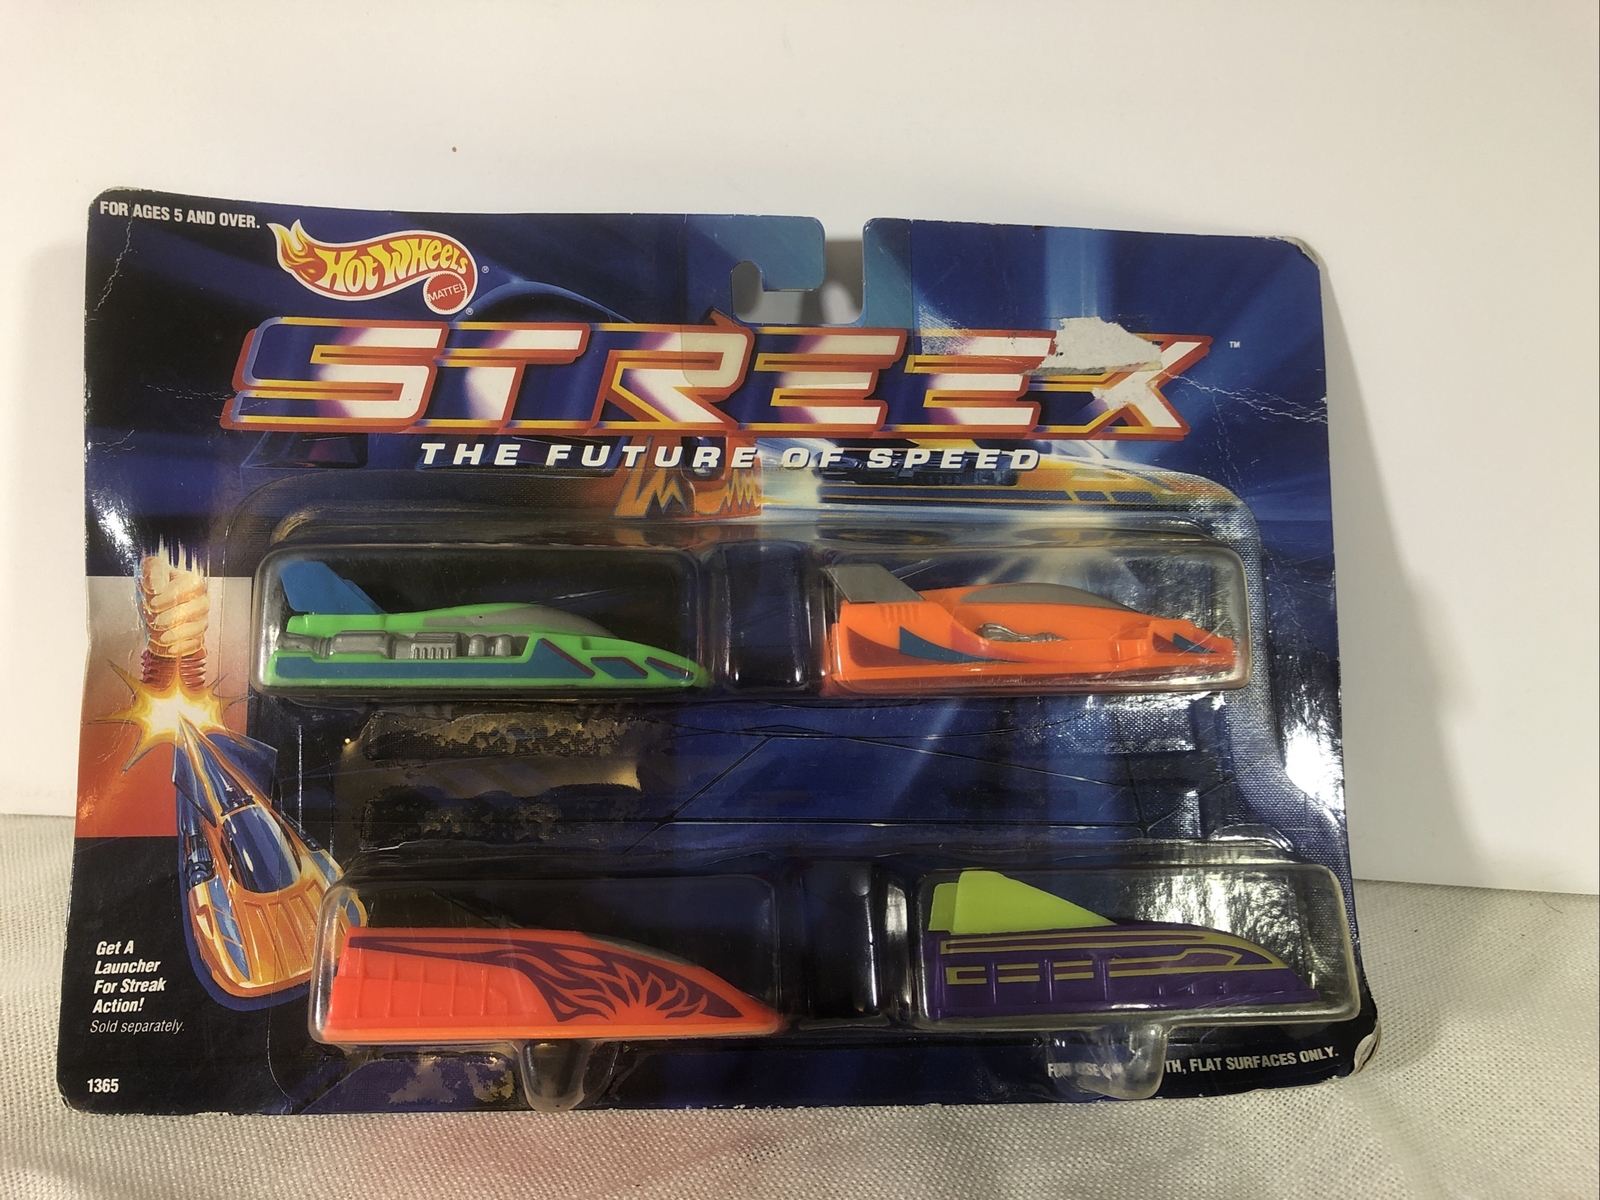 FOR AGES 5 AND OVER.
HOT WHEELS ®
MATTEL ®
STREEX ™
THE FUTURE OF SPEED
Get A
Launcher
For Streak
Action!
Sold separately.
1365
FLAT SURFACES ONLY.